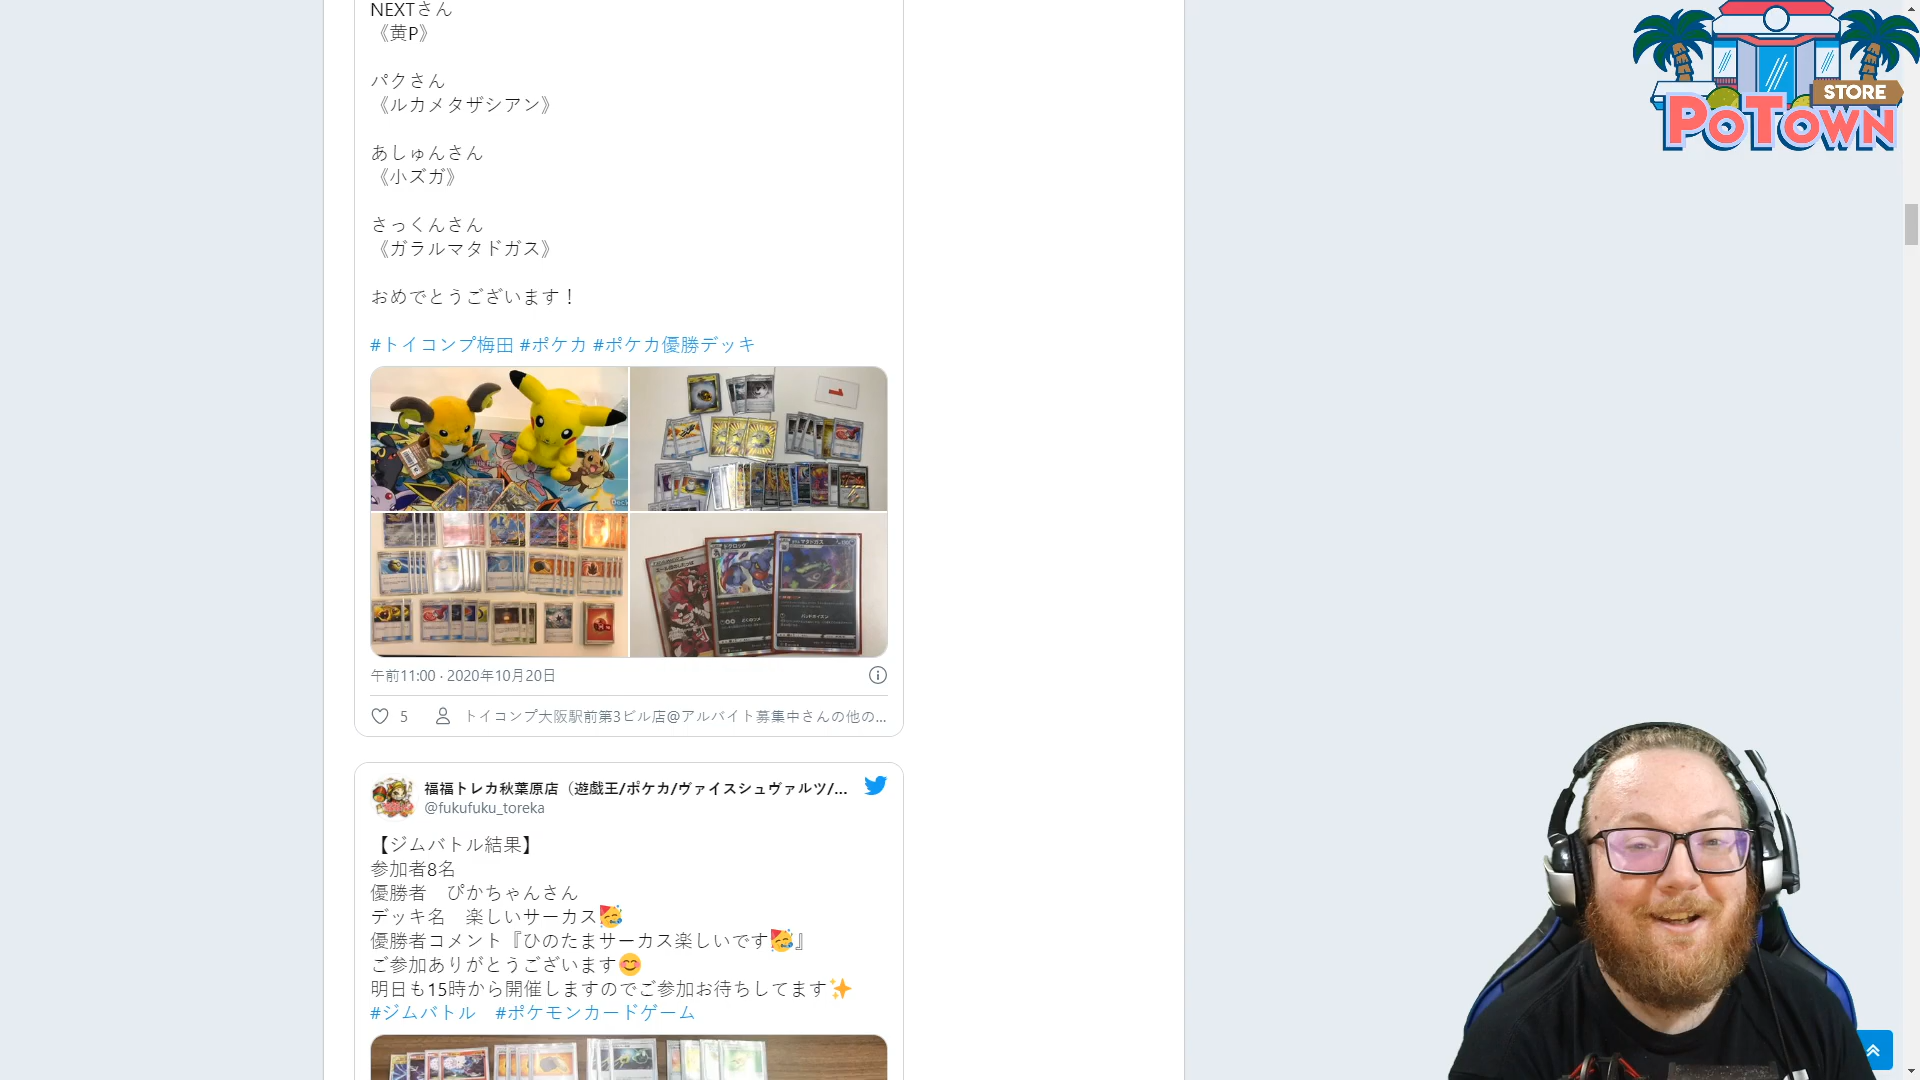 NEXTさん
《黄P》
パクさん
《ルカメタザシアン》
あしゅんさん
《小ズガ》
さっくんさん
《ガラルマタドガス》
おめでとうございます！
#トイコンプ梅田 #ポケカ #ポケカ優勝デッキ
午前11:00 · 2020年10月20日
5
トイコンプ大阪駅前第3ビル店@アルバイト募集中さんの他の...
福福トレカ秋葉原店（遊戯王/ポケカ/ヴァイスシュヴァルツ/...
@fukufuku_toreka
【ジムバトル結果】
参加者8名
優勝者　ぴかちゃんさん
デッキ名　楽しいサーカス🥳
優勝者コメント『ひのたまサーカス楽しいです🥳』
ご参加ありがとうございます😊
明日も15時から開催しますのでご参加お待ちしてます✨
#ジムバトル　#ポケモンカードゲーム
STORE
POTOWN